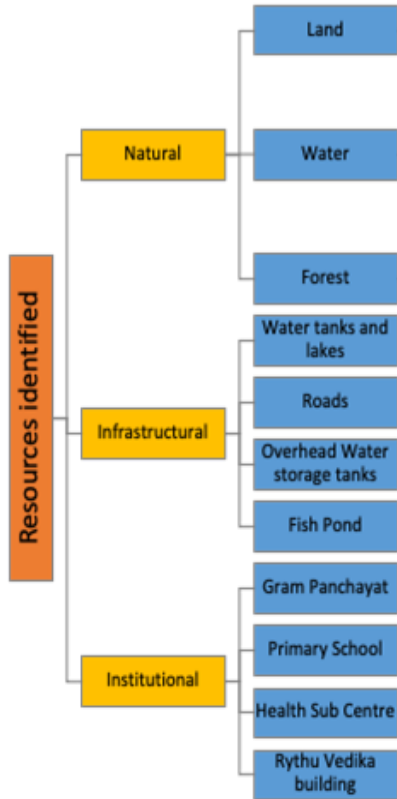 Resources identified
Natural
Land
Water
Forest
Infrastructural
Water tanks and
lakes
Roads
Overhead Water
storage tanks
Fish Pond
Institutional
Gram Panchayat
Primary School
Health Sub Centre
Rythu Vedika
building